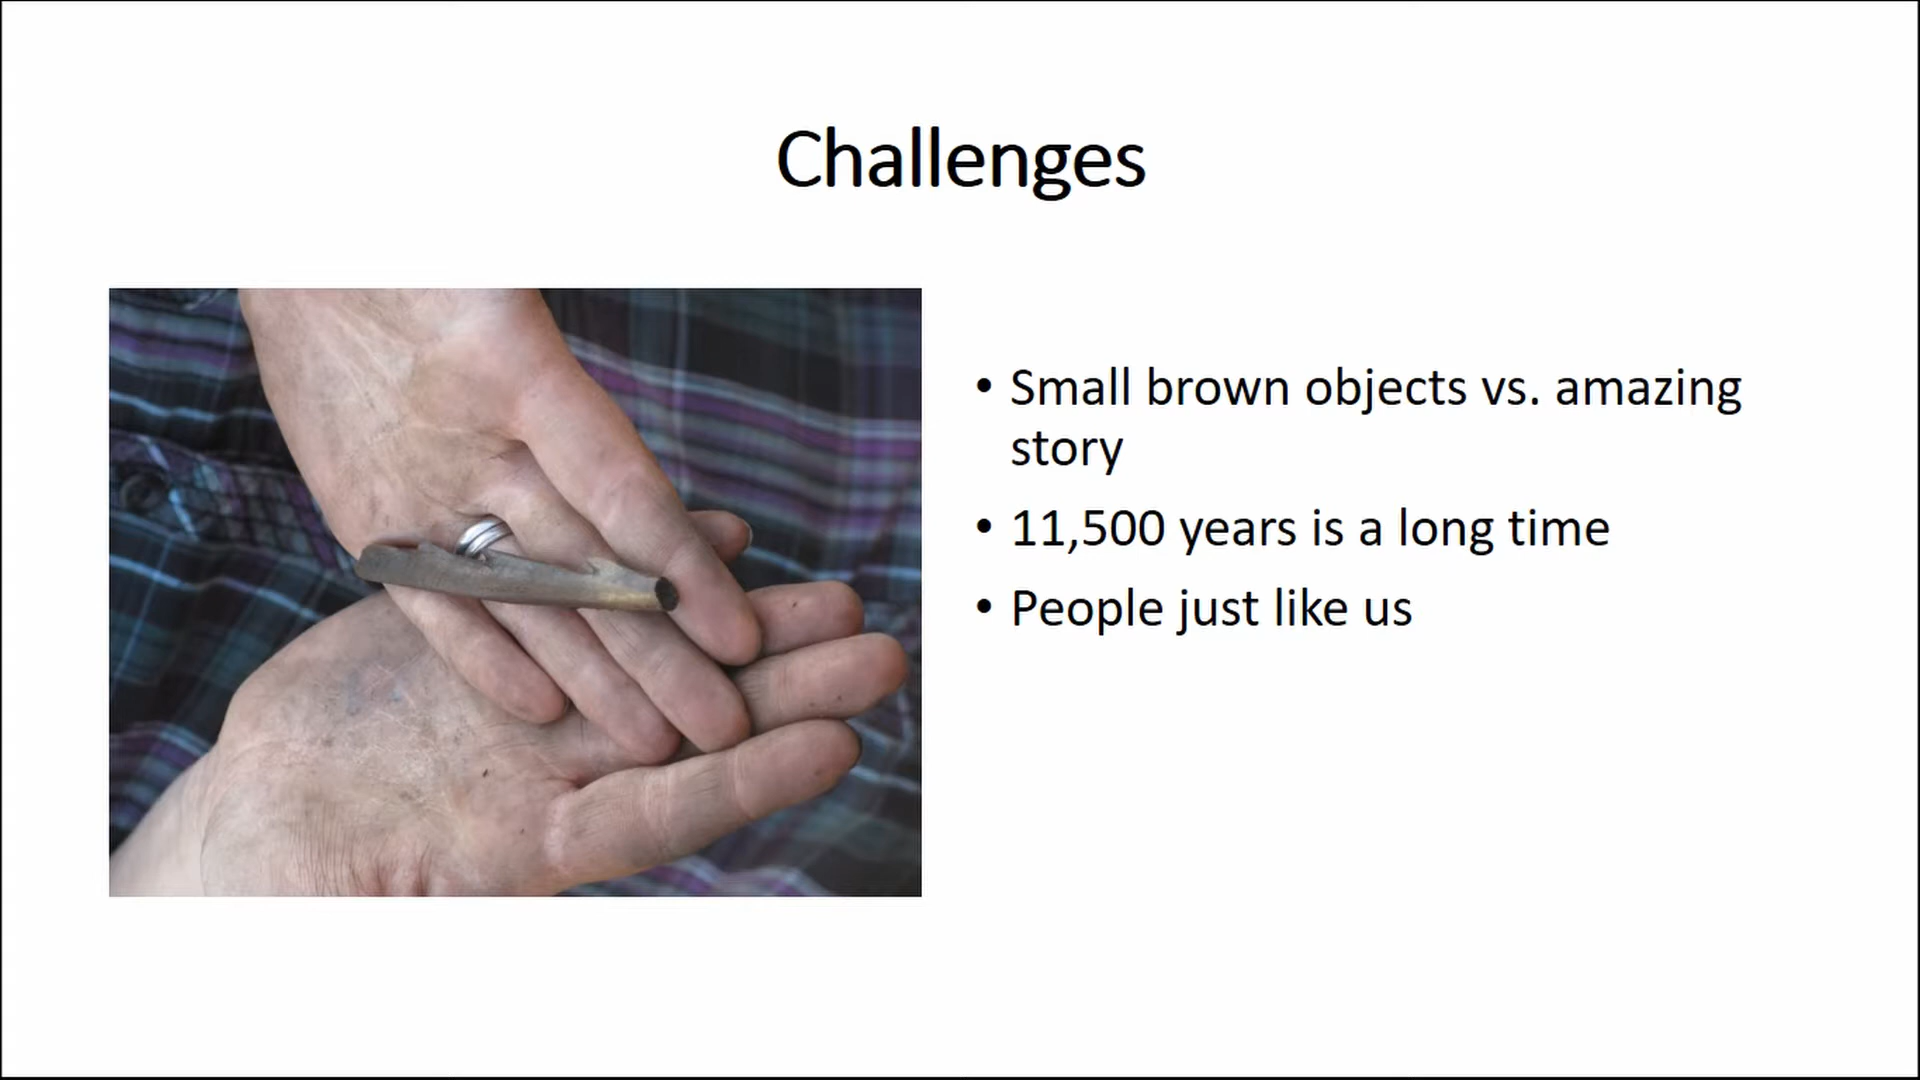 Challenges
• Small brown objects vs. amazing
story
• 11,500 years is a long time
• People just like us